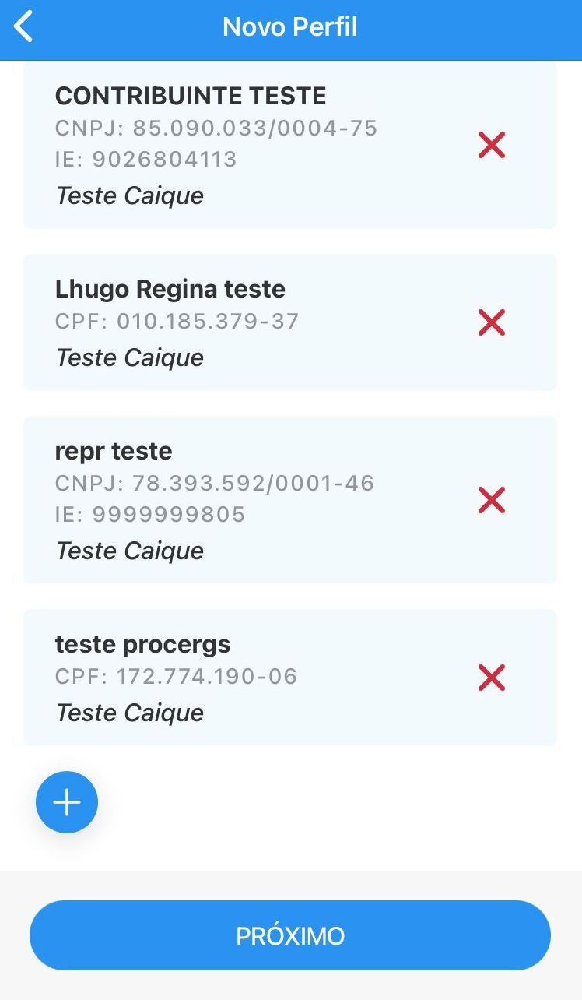 Novo Perfil
CONTRIBUINTE TESTE
CNPJ: 85.090.033/0004-75
IE: 9026804113
Teste Caique
Lhugo Regina teste
CPF: 010.185.379-37
Teste Caique
repr teste
CNPJ: 78.393.592/0001-46
IE: 9999999805
Teste Caique
teste procergs
CPF: 172.774.190-06
Teste Caique
PRÓXIMO